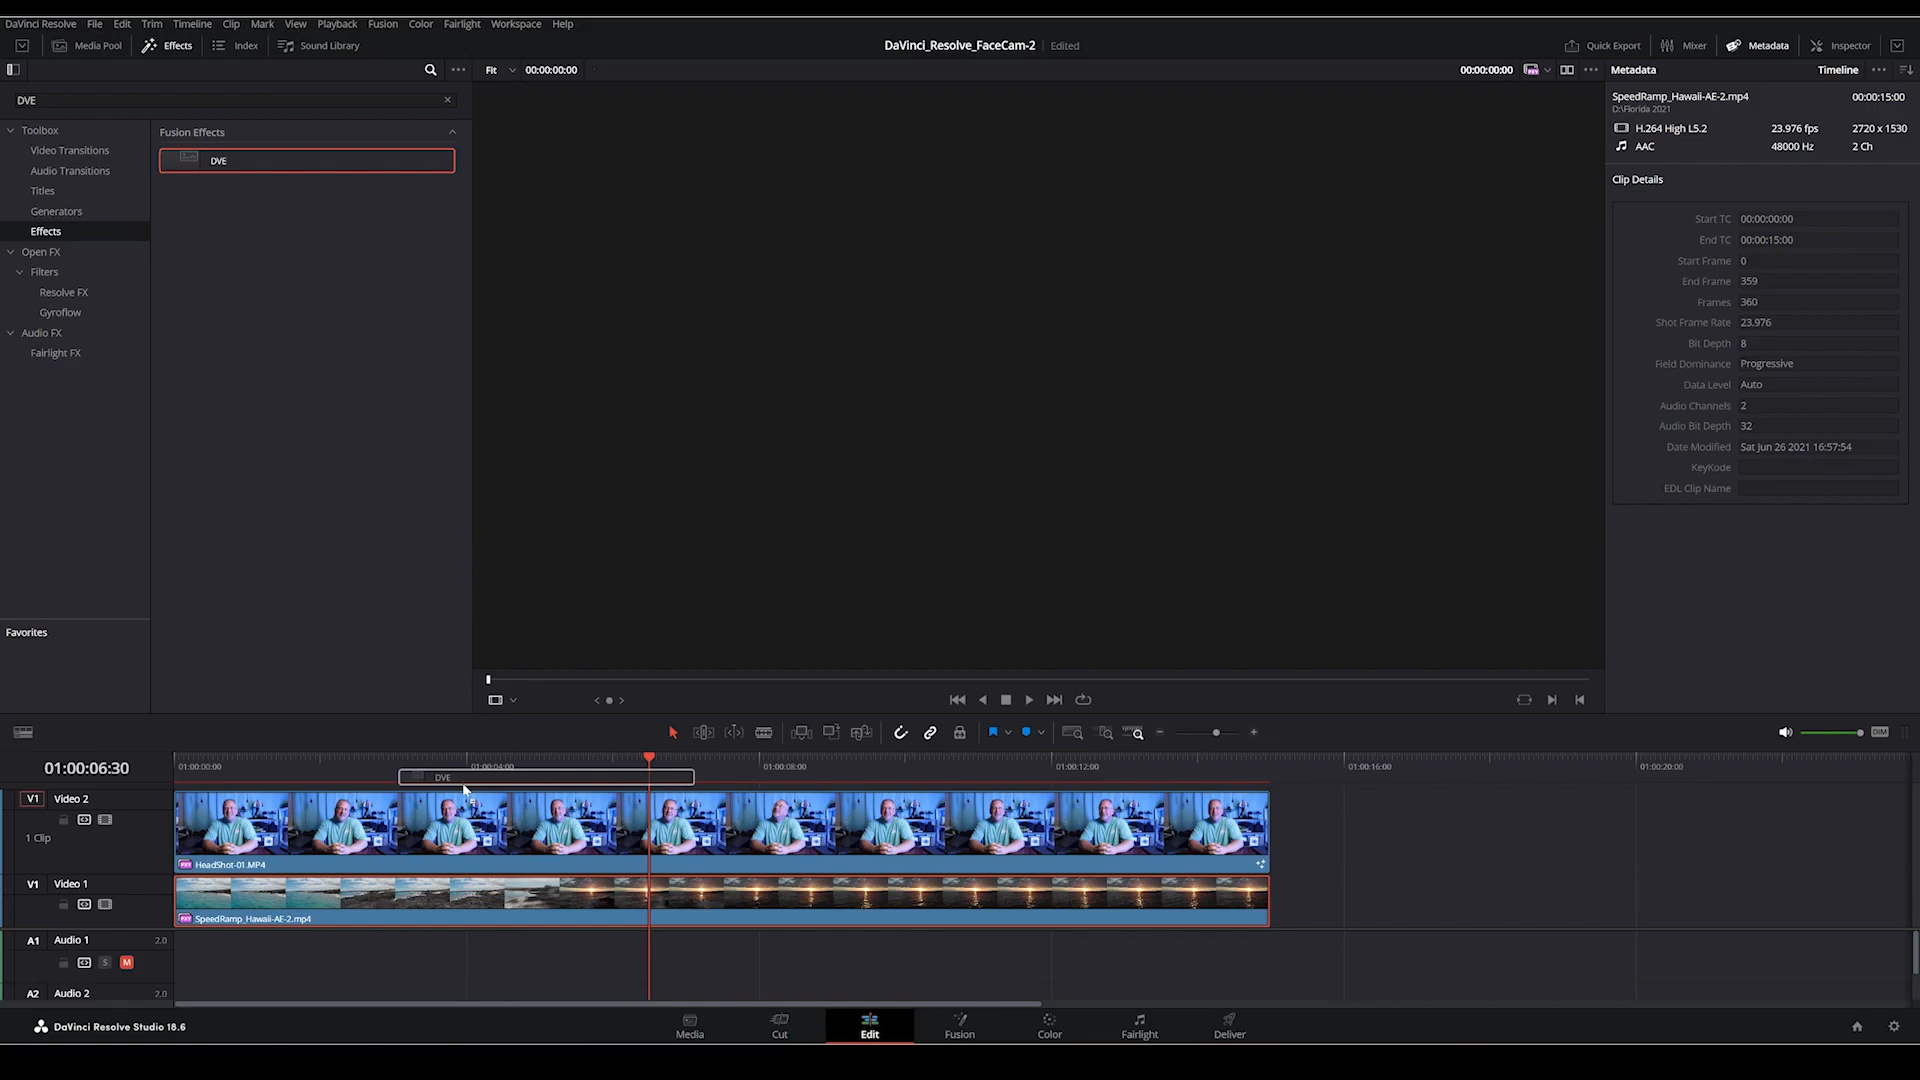 DaVinci Resolve File Edit Trim Timeline Clip Mark View Playback Fusion Color Fairlight Workspace Help
Media Pool Effects Index Sound Library DaVinci_Resolve_FaceCam-2 Edited Quick Export Mixer Metadata Inspector
Fit 00:00:00:00 00:00:00:00 Metadata Timeline
DVE
Toolbox
Video Transitions
Audio Transitions
Titles
Generators
Effects
Open FX
Filters
Resolve FX
Gyroflow
Audio FX
Fairlight FX
Favorites
Fusion Effects
DVE
SpeedRamp_Hawaii-AE-2.mp4 00:00:15:00
D:\Florida 2021
H.264 High L5.2 23.976 fps 2720 x 1530
AAC 48000 Hz 2 Ch
Clip Details
Start TC 00:00:00:00
End TC 00:00:15:00
Start Frame 0
End Frame 359
Frames 360
Shot Frame Rate 23.976
Bit Depth 8
Field Dominance Progressive
Data Level Auto
Audio Channels 2
Audio Bit Depth 32
Date Modified Sat Jun 26 2021 16:57:54
KeyKode
EDL Clip Name
DIM
01:00:06:30
01:00:00:00 01:00:04:00 01:00:08:00 01:00:12:00 01:00:16:00 01:00:20:00
DVE
V1 Video 2
1 Clip
HeadShot-01.MP4
V1 Video 1
SpeedRamp_Hawaii-AE-2.mp4
A1 Audio 1 2.0
S M
A2 Audio 2 2.0
DaVinci Resolve Studio 18.6
Media Cut Edit Fusion Color Fairlight Deliver